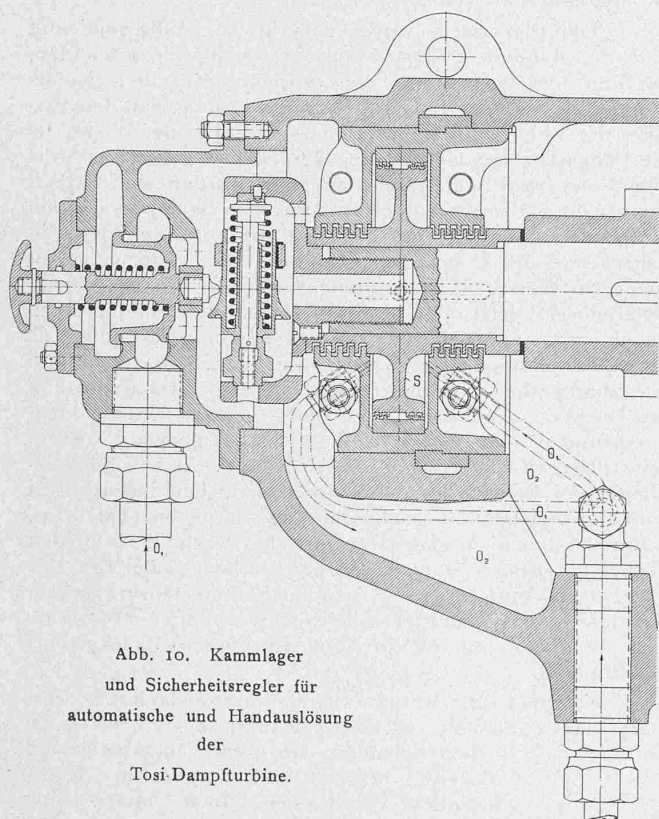 S
O₁
O₂
O₁
O₂
O₁
Abb. 10. Kammlager
und Sicherheitsregler für
automatische und Handauslösung
der
Tosi-Dampfturbine.